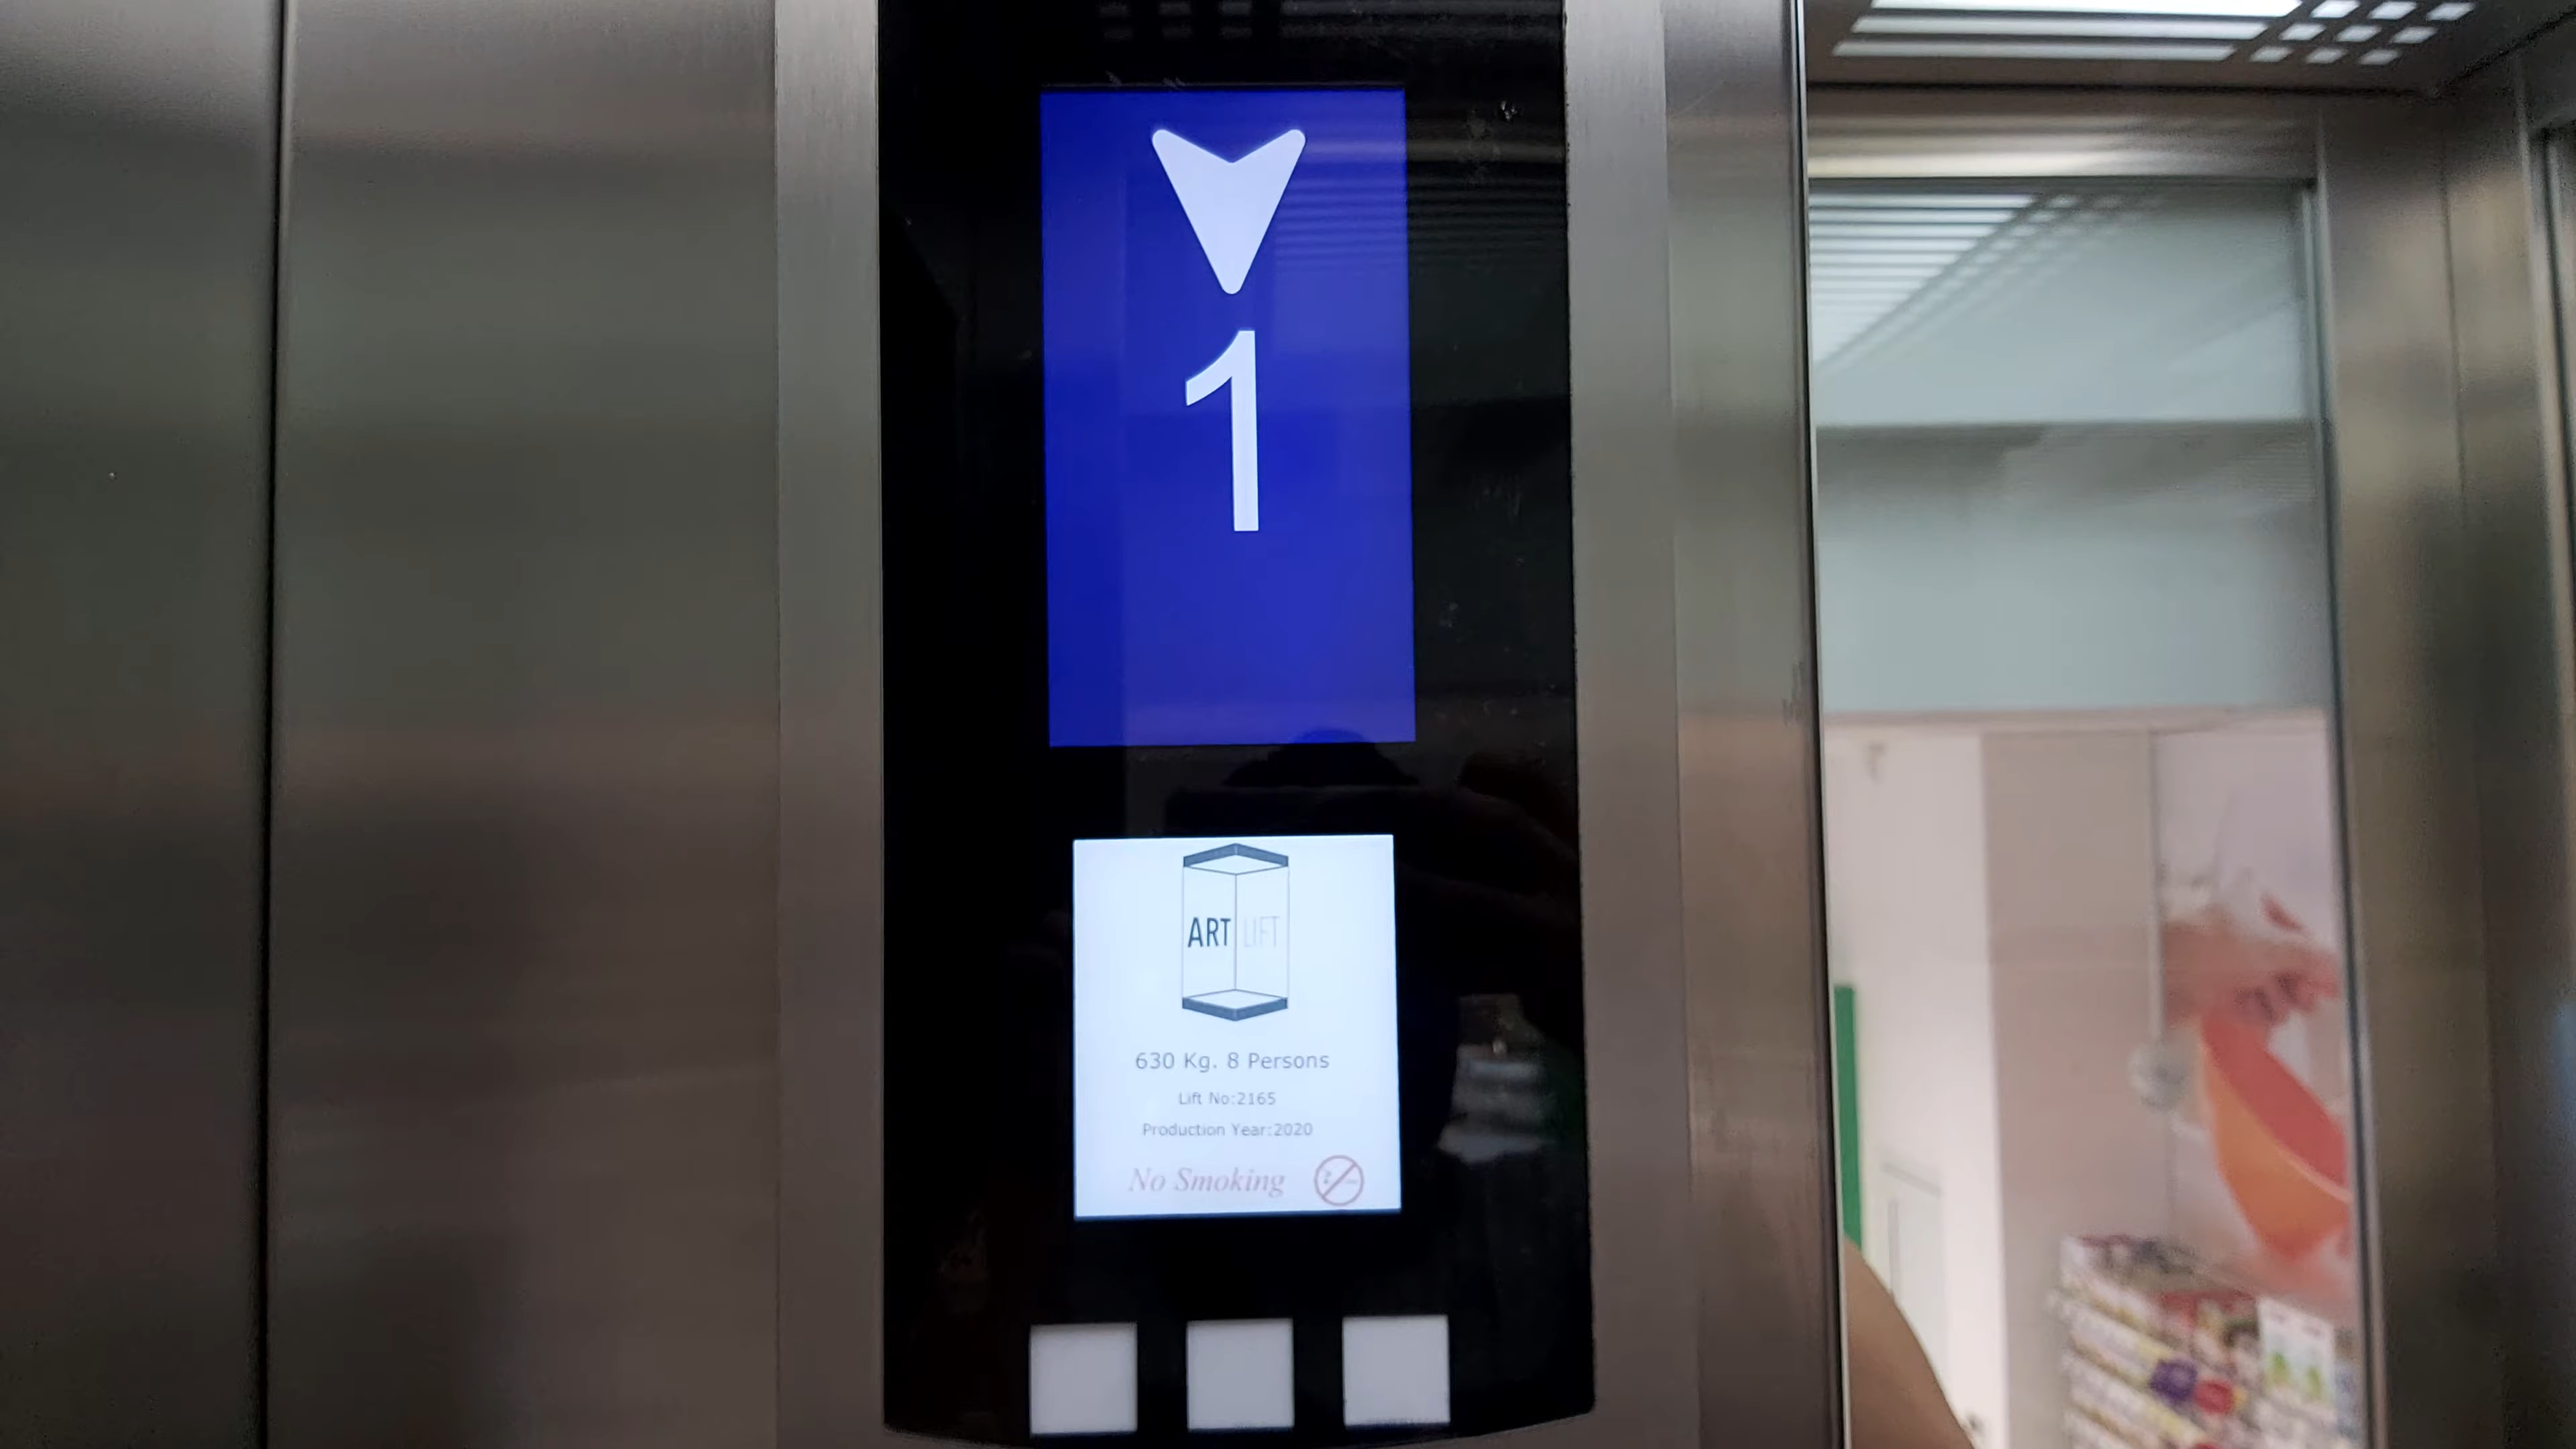 1
ART LIFT
630 Kg. 8 Persons
Lift No:2165
Production Year:2020
No Smoking